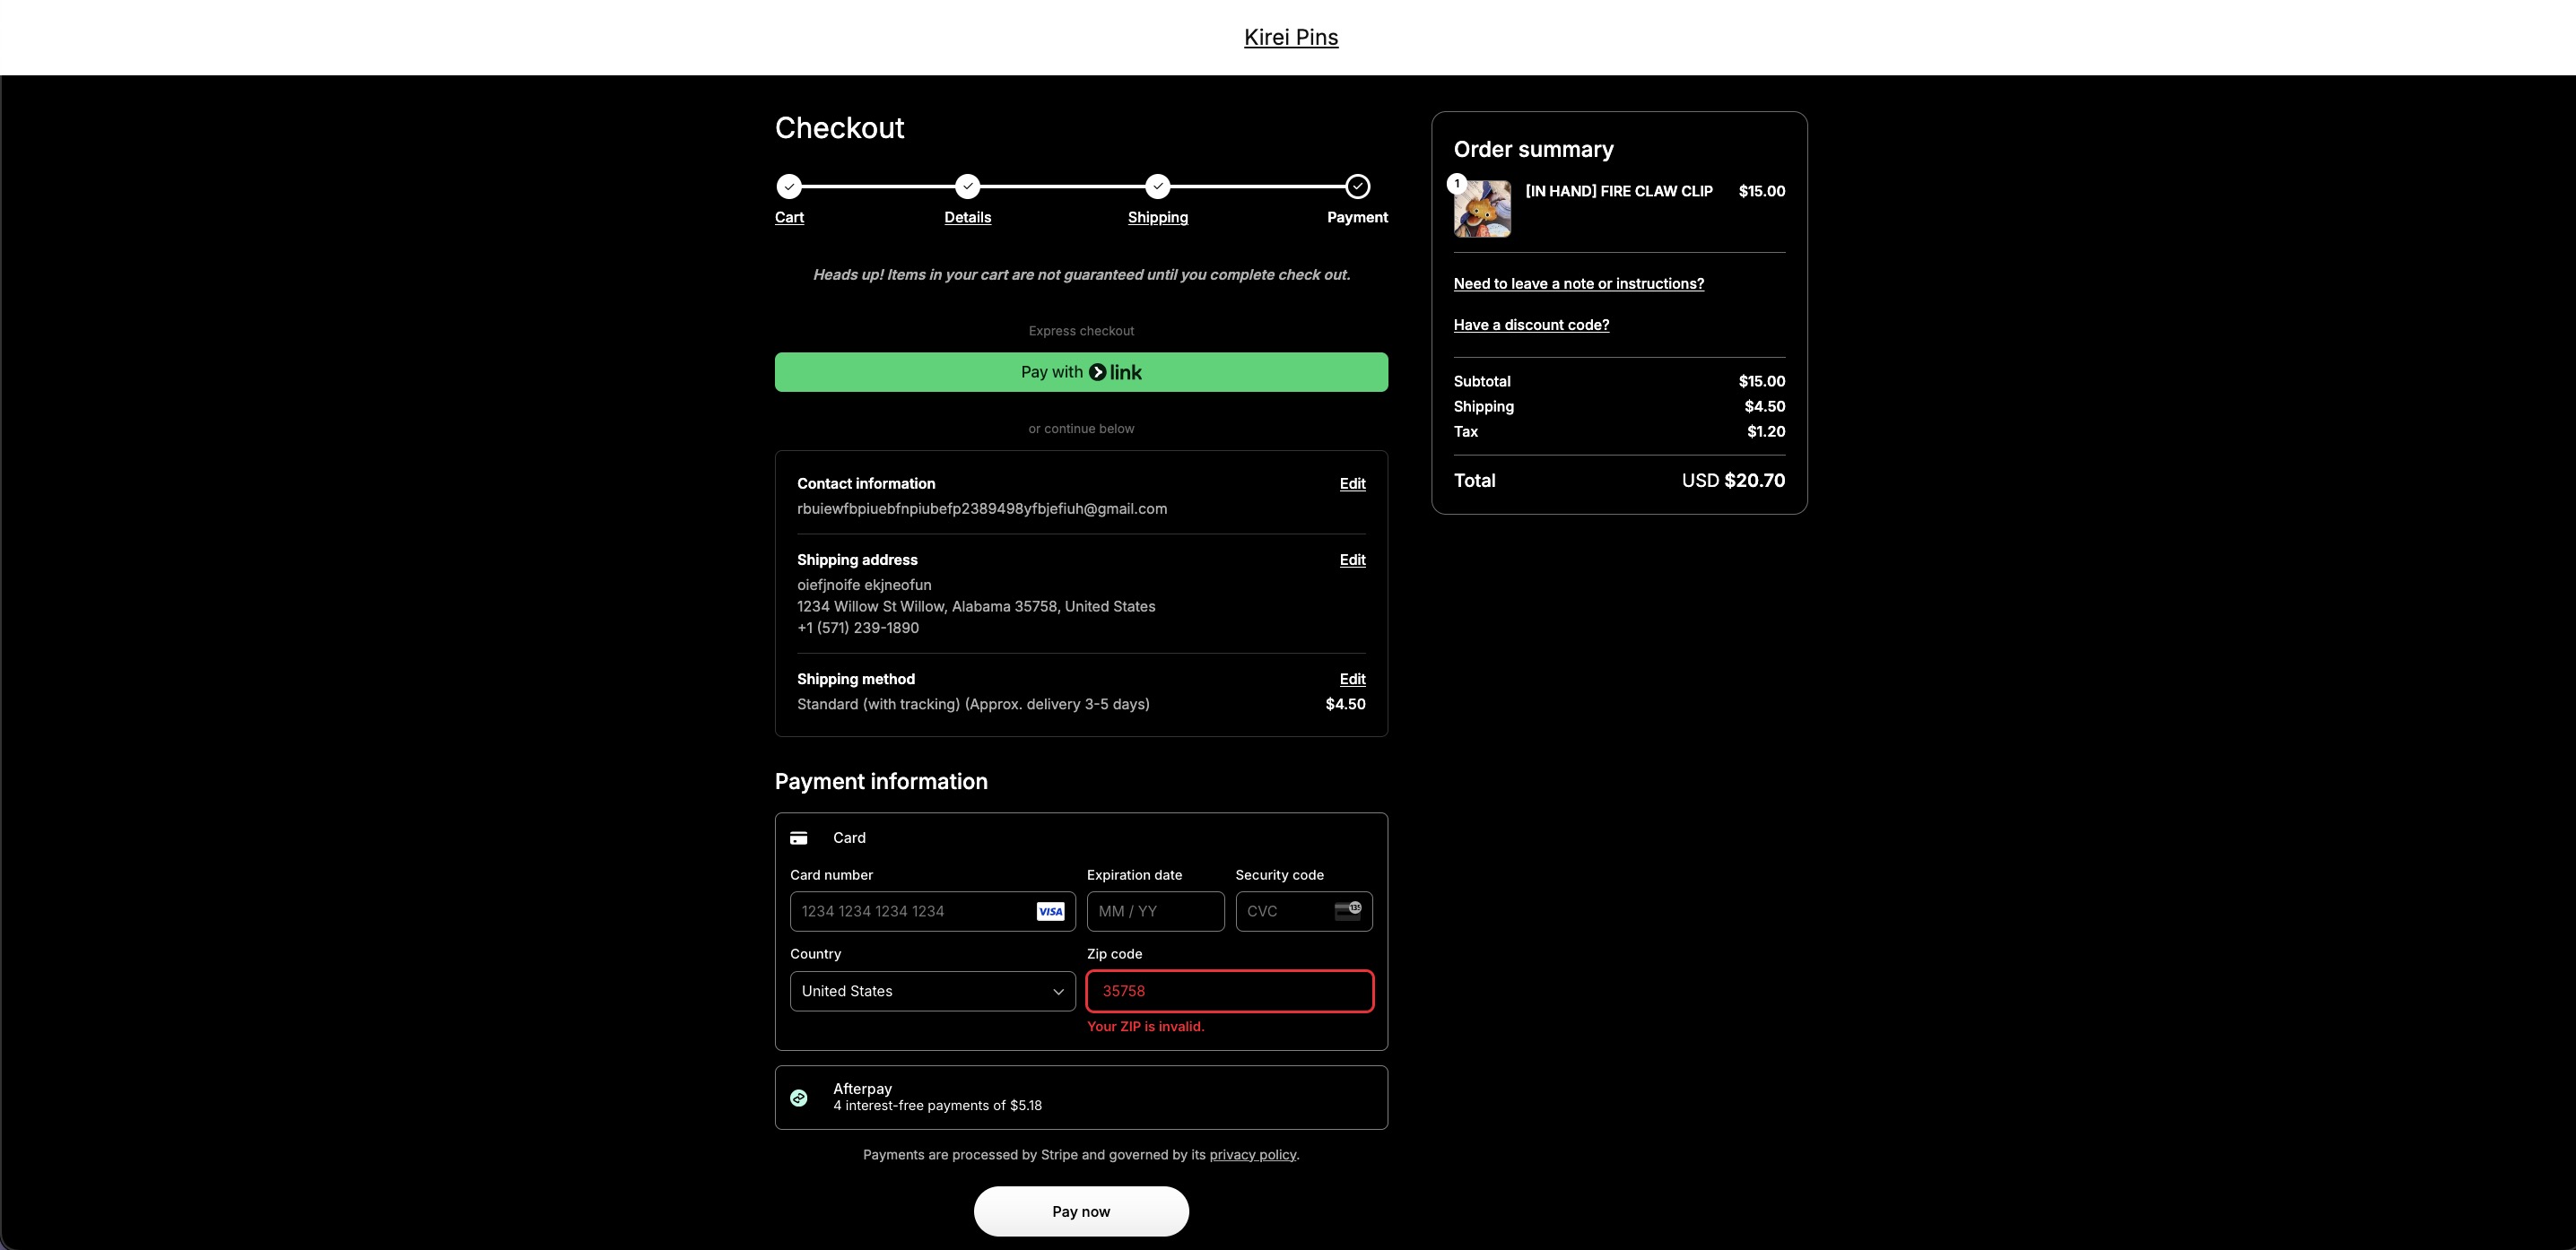 Kirei Pins
Checkout
Cart
Details
Shipping
Payment
Heads up! Items in your cart are not guaranteed until you complete check out.
Express checkout
Pay with link
or continue below
Contact information
Edit
rbuiewfbpiuebfnpiubefp2389498yfbjefiuh@gmail.com
Shipping address
Edit
oiefjnoife ekjneofun
1234 Willow St Willow, Alabama 35758, United States
+1 (571) 239-1890
Shipping method
Edit
Standard (with tracking) (Approx. delivery 3-5 days)
$4.50
Payment information
Card
Card number
Expiration date
Security code
1234 1234 1234 1234
VISA
MM / YY
CVC
Country
Zip code
United States
35758
Your ZIP is invalid.
Afterpay
4 interest-free payments of $5.18
Payments are processed by Stripe and governed by its privacy policy.
Pay now
Order summary
1
[IN HAND] FIRE CLAW CLIP $15.00
Need to leave a note or instructions?
Have a discount code?
Subtotal $15.00
Shipping $4.50
Tax $1.20
Total USD $20.70